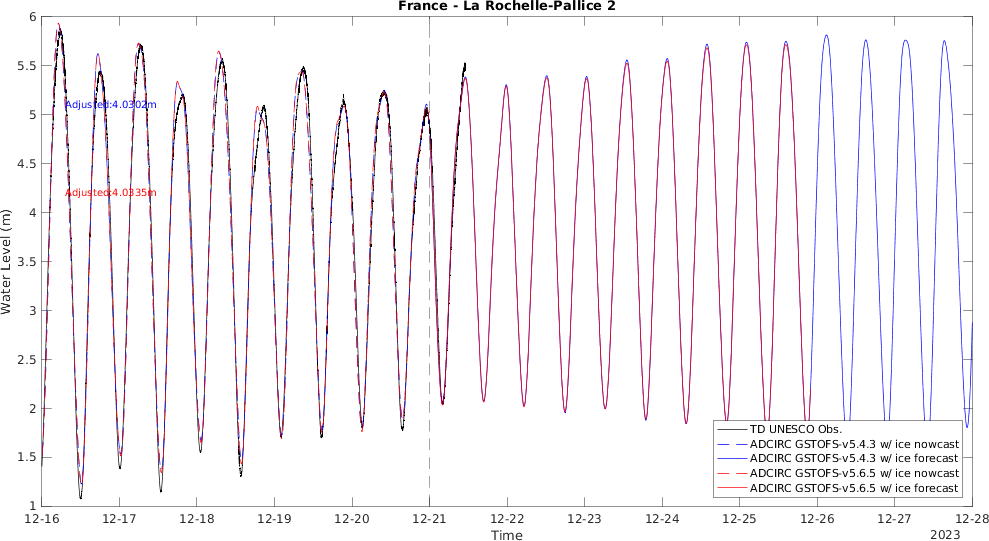 France - La Rochelle-Pallice 2
6
5.5
5
4.5
4
3.5
3
2.5
2
1.5
1
Water Level (m)
Adjusted:4.0302m
Adjusted:4.0335m
TD UNESCO Obs.
ADCIRC GSTOFS-v5.4.3 w/ ice nowcast
ADCIRC GSTOFS-v5.4.3 w/ ice forecast
ADCIRC GSTOFS-v5.6.5 w/ ice nowcast
ADCIRC GSTOFS-v5.6.5 w/ ice forecast
12-16 12-17 12-18 12-19 12-20 12-21 12-22 12-23 12-24 12-25 12-26 12-27 12-28
Time
2023